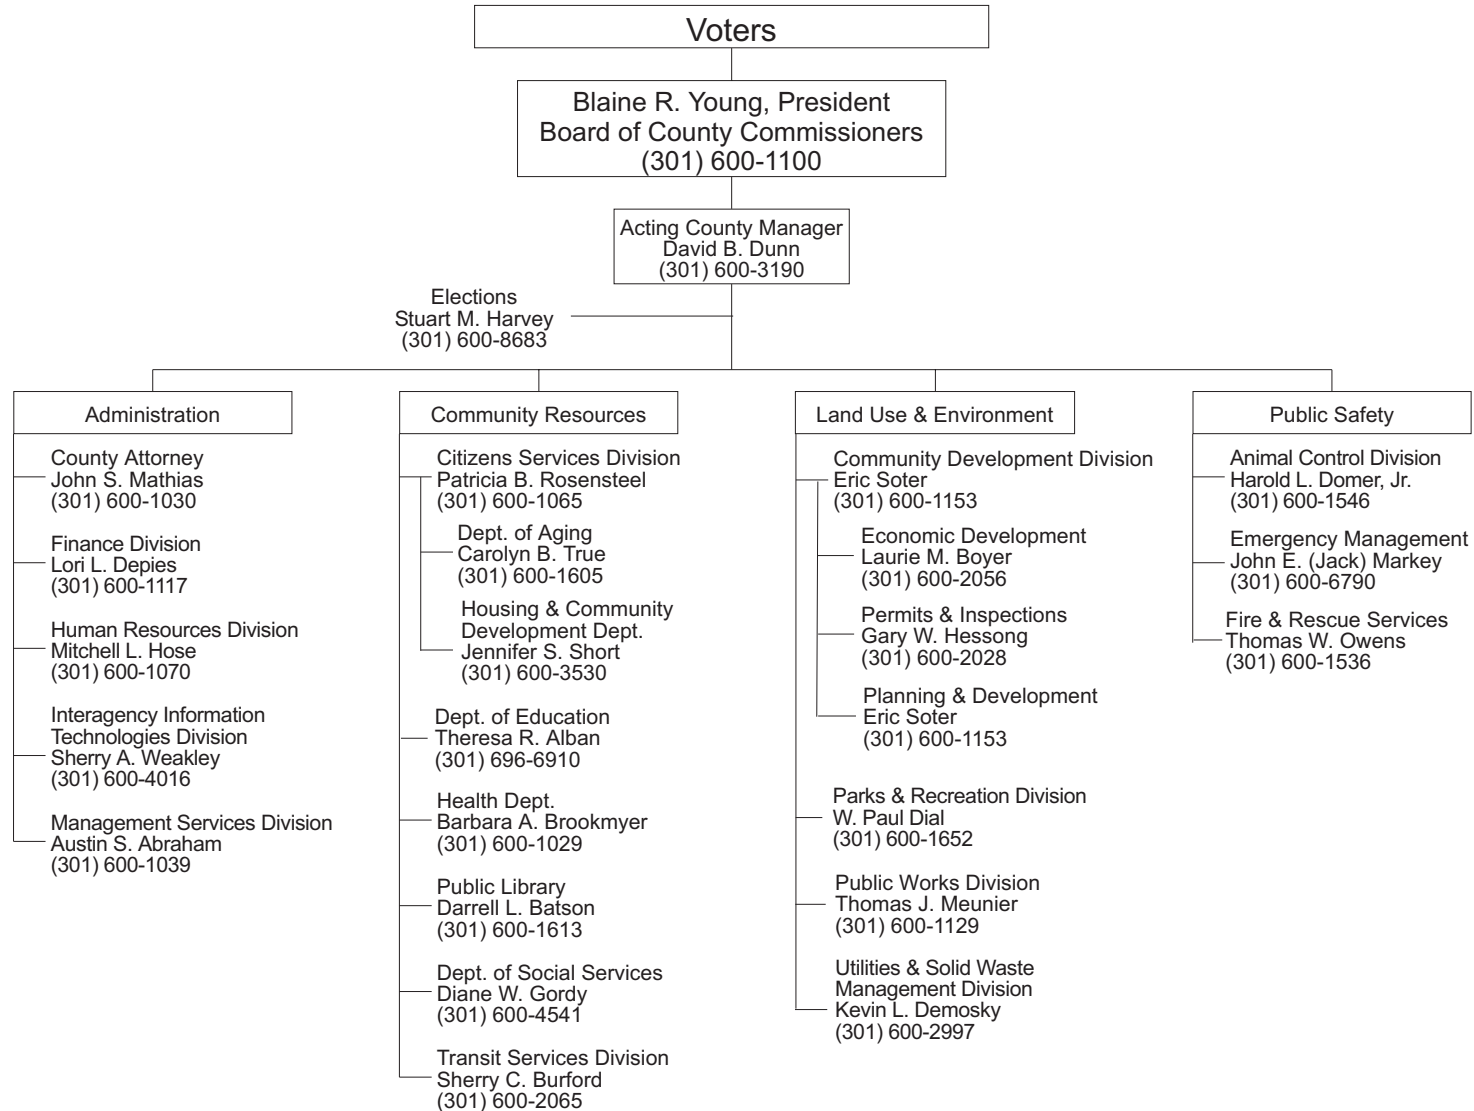 Voters
Blaine R. Young, President
Board of County Commissioners
(301) 600-1100
Acting County Manager
David B. Dunn
(301) 600-3190
Elections
Stuart M. Harvey
(301) 600-8683
Administration
County Attorney
John S. Mathias
(301) 600-1030
Finance Division
Lori L. Depies
(301) 600-1117
Human Resources Division
Mitchell L. Hose
(301) 600-1070
Interagency Information
Technologies Division
Sherry A. Weakley
(301) 600-4016
Management Services Division
Austin S. Abraham
(301) 600-1039
Community Resources
Citizens Services Division
Patricia B. Rosensteel
(301) 600-1065
Dept. of Aging
Carolyn B. True
(301) 600-1605
Housing & Community
Development Dept.
Jennifer S. Short
(301) 600-3530
Dept. of Education
Theresa R. Alban
(301) 696-6910
Health Dept.
Barbara A. Brookmyer
(301) 600-1029
Public Library
Darrell L. Batson
(301) 600-1613
Dept. of Social Services
Diane W. Gordy
(301) 600-4541
Transit Services Division
Sherry C. Burford
(301) 600-2065
Land Use & Environment
Community Development Division
Eric Soter
(301) 600-1153
Economic Development
Laurie M. Boyer
(301) 600-2056
Permits & Inspections
Gary W. Hessong
(301) 600-2028
Planning & Development
Eric Soter
(301) 600-1153
Parks & Recreation Division
W. Paul Dial
(301) 600-1652
Public Works Division
Thomas J. Meunier
(301) 600-1129
Utilities & Solid Waste
Management Division
Kevin L. Demosky
(301) 600-2997
Public Safety
Animal Control Division
Harold L. Domer, Jr.
(301) 600-1546
Emergency Management
John E. (Jack) Markey
(301) 600-6790
Fire & Rescue Services
Thomas W. Owens
(301) 600-1536